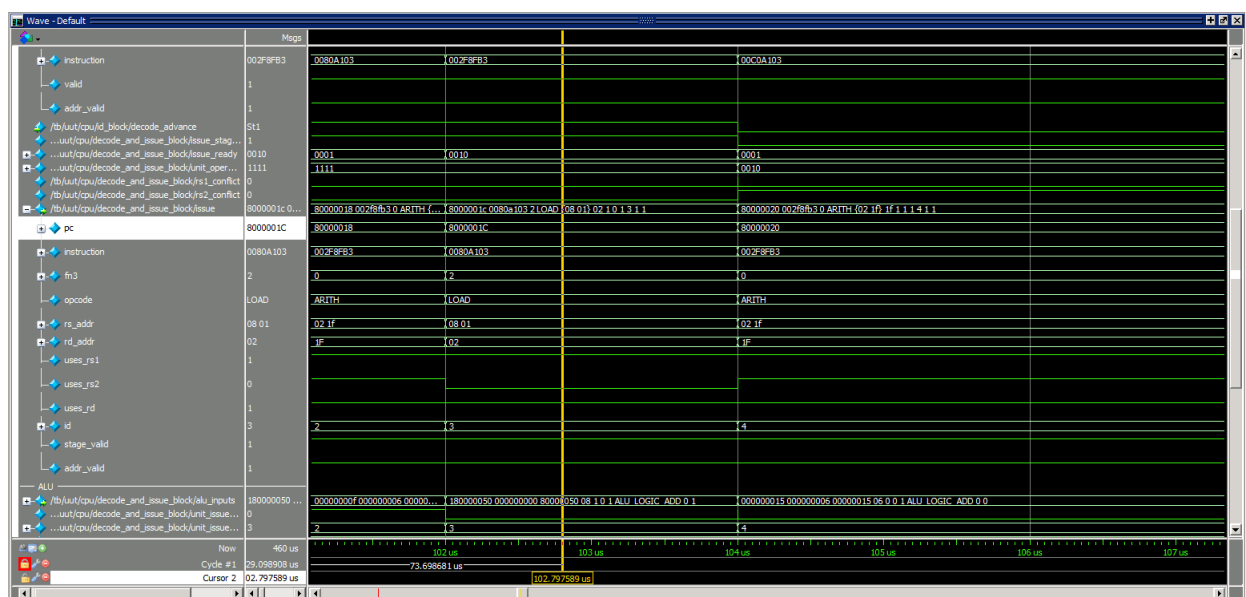 Wave - Default
Msgs
instruction 002F8FB3 0080A103 002F8FB3 00C0A103
valid 1
addr_valid 1
/tb/uut/cpu/id_block/decode_advance St1
...uut/cpu/decode_and_issue_block/issue_stag... 1
...uut/cpu/decode_and_issue_block/issue_ready 0010 0001 0010 0001
...uut/cpu/decode_and_issue_block/unit_oper... 1111 1111 0010
/tb/uut/cpu/decode_and_issue_block/rs1_conflict 0
/tb/uut/cpu/decode_and_issue_block/rs2_conflict 0
/tb/uut/cpu/decode_and_issue_block/issue 8000001c 0... 80000018 002f8fb3 0 ARITH {... 8000001c 0080a103 2 LOAD {08 01} 02 1 0 1 3 1 1 80000020 002f8fb3 0 ARITH {02 1f} 1f 1 1 1 4 1 1
pc 8000001C 80000018 8000001C 80000020
instruction 0080A103 002F8FB3 0080A103 002F8FB3
fn3 2 0 2 0
opcode LOAD ARITH LOAD ARITH
rs_addr 08 01 02 1f 08 01 02 1f
rd_addr 02 1F 02 1F
uses_rs1 1
uses_rs2 0
uses_rd 1
id 3 2 3 4
stage_valid 1
addr_valid 1
ALU
/tb/uut/cpu/decode_and_issue_block/alu_inputs 180000050 ... 00000000f 000000006 00000... 180000050 000000000 80000050 08 1 0 1 ALU_LOGIC_ADD 0 1 000000015 000000006 00000015 06 0 0 1 ALU_LOGIC_ADD 0 0
...uut/cpu/decode_and_issue_block/unit_issue... 0
...uut/cpu/decode_and_issue_block/unit_issue... 3 2 3 4
Now 460 us 102 us 103 us 104 us 105 us 106 us 107 us
Cycle #1 29.098908 us 73.698681 us
Cursor 2 02.797589 us 102.797589 us